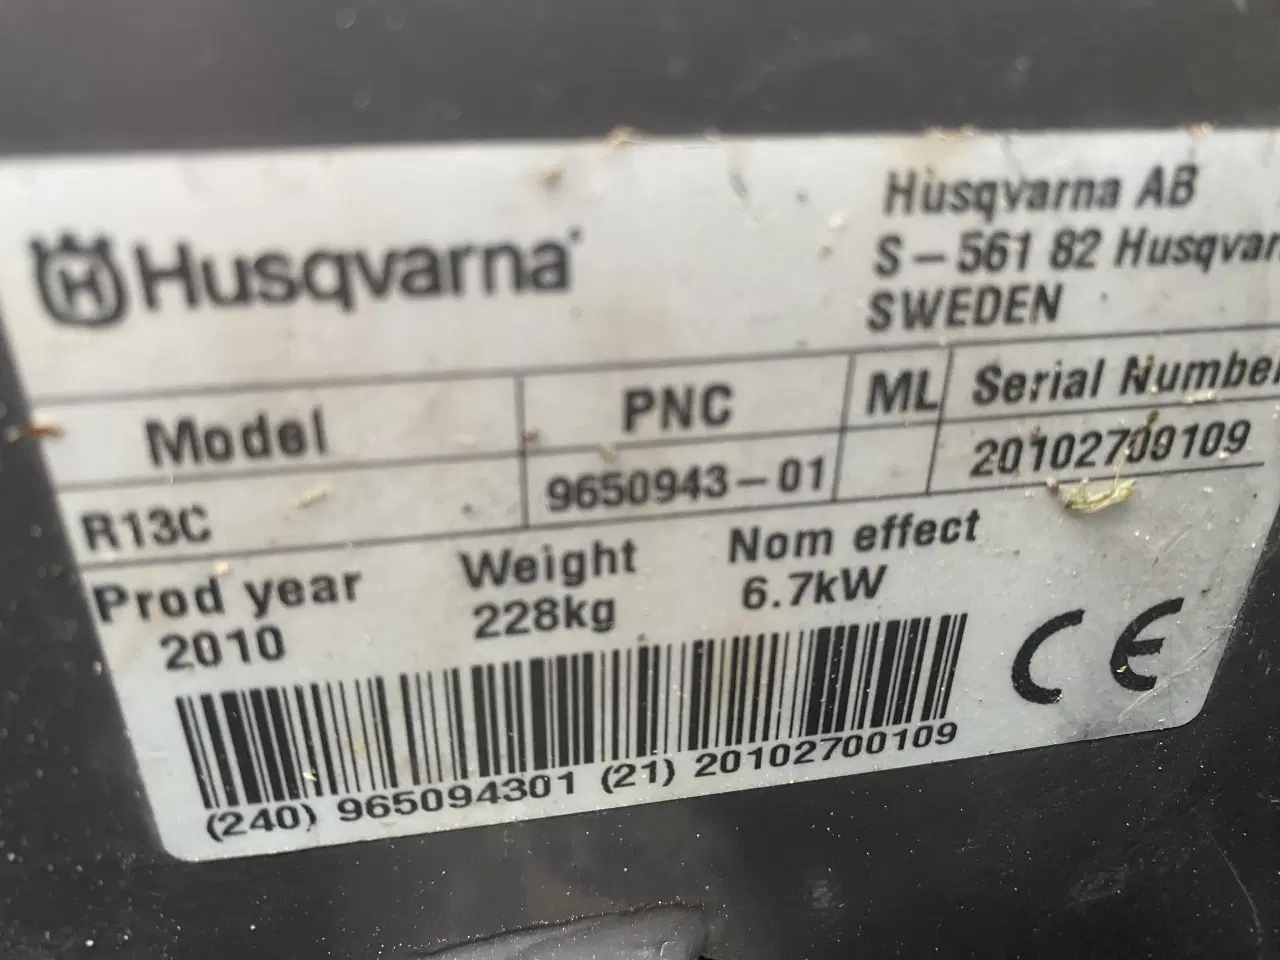 Husqvarna
Husqvarna AB
S-561 82 Husqvar
SWEDEN
Model PNC ML Serial Number
R13C 9650943-01 20102700109
Prod year Weight Nom effect
2010 228kg 6.7kW
CE
(240) 965094301 (21) 20102700109